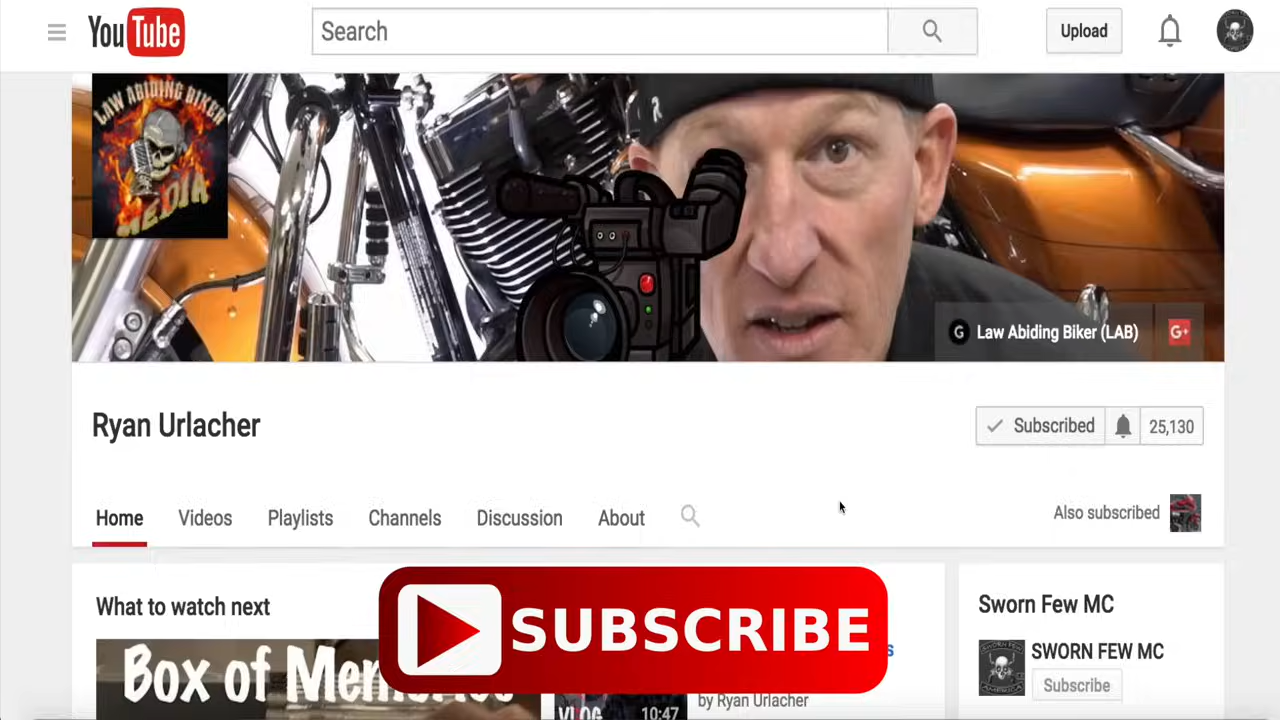 YouTube
Search
Upload
LAW ABIDING BIKER
MEDIA
R
G Law Abiding Biker (LAB) G+
Ryan Urlacher
Subscribed 25,130
Home Videos Playlists Channels Discussion About
Also subscribed
What to watch next
Sworn Few MC
SUBSCRIBE
SWORN FEW MC
Subscribe
by Ryan Urlacher
VLOG 10:47